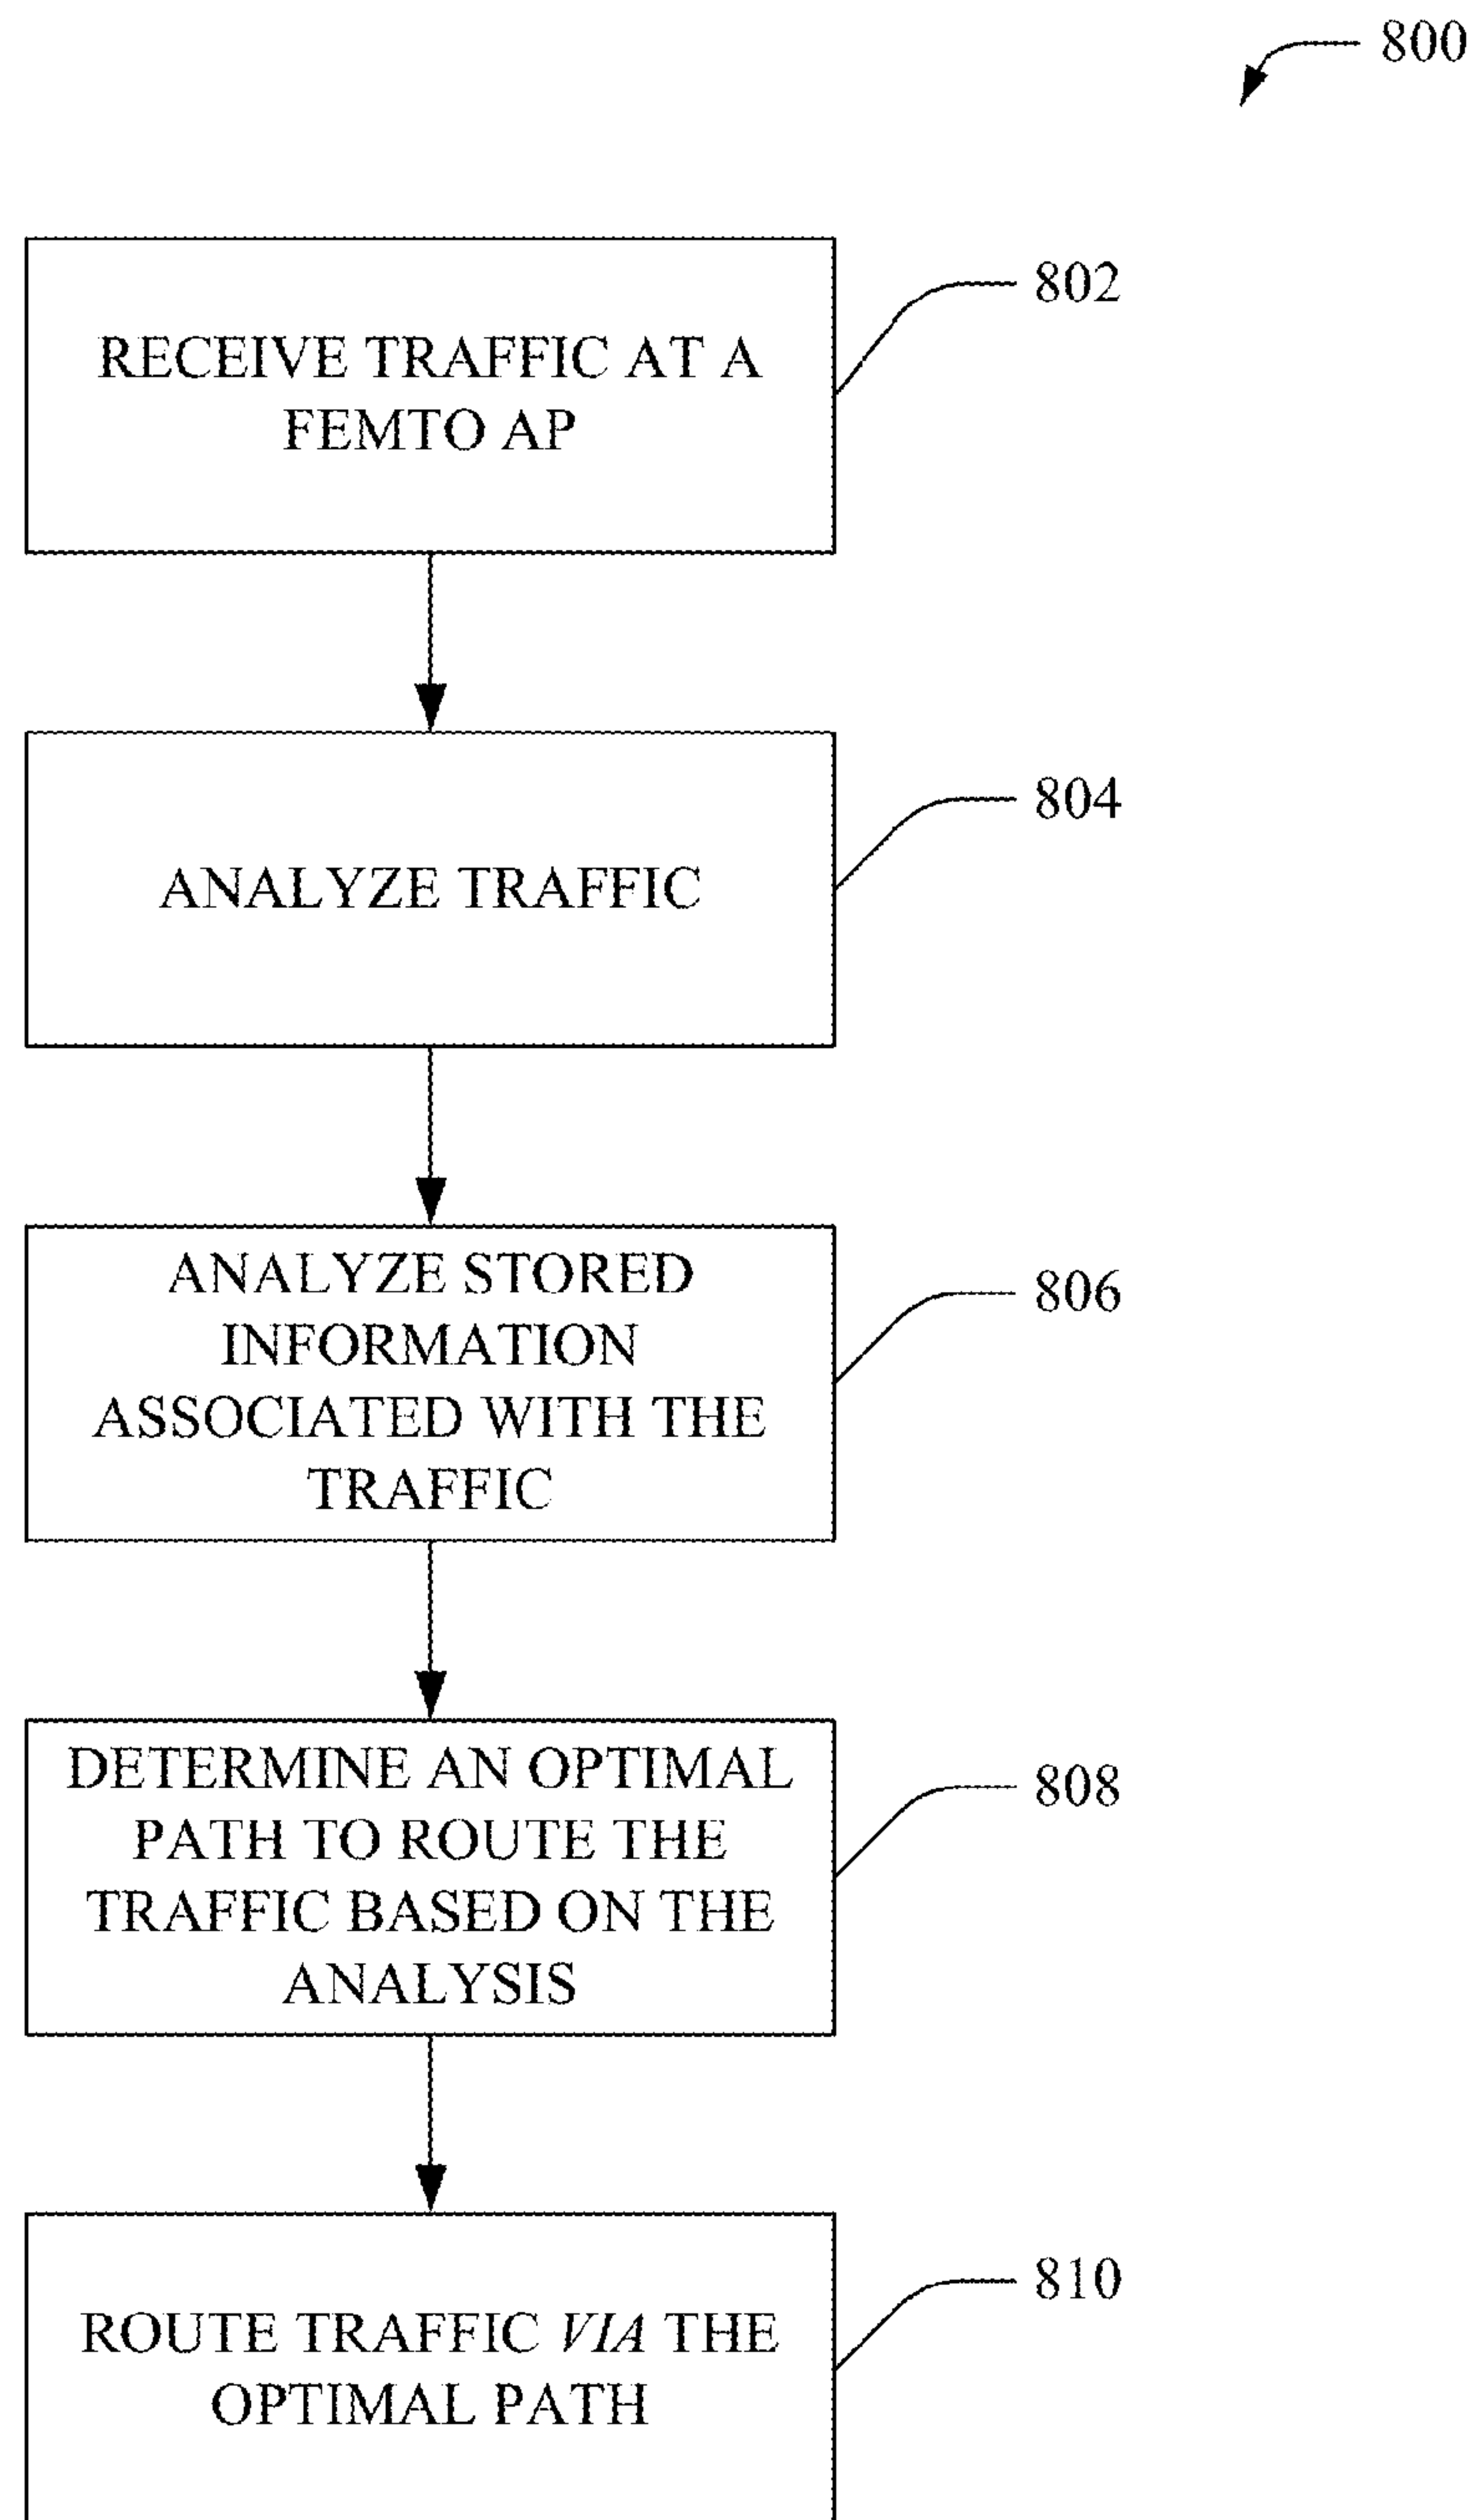 800
RECEIVE TRAFFIC AT A
FEMTO AP
802
ANALYZE TRAFFIC
804
ANALYZE STORED
INFORMATION
ASSOCIATED WITH THE
TRAFFIC
806
DETERMINE AN OPTIMAL
PATH TO ROUTE THE
TRAFFIC BASED ON THE
ANALYSIS
808
ROUTE TRAFFIC VIA THE
OPTIMAL PATH
810